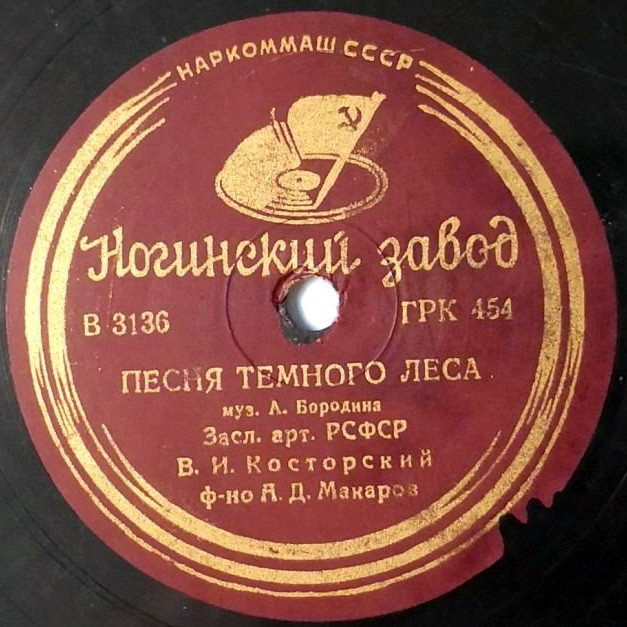 НАРКОММАШ СССР
Ногинский завод
В 3136 ГРК 454
ПЕСНЯ ТЕМНОГО ЛЕСА
муз. А. Бородина
Засл. арт. РСФСР
В. И. Косторский
ф-но А. Д. Макаров